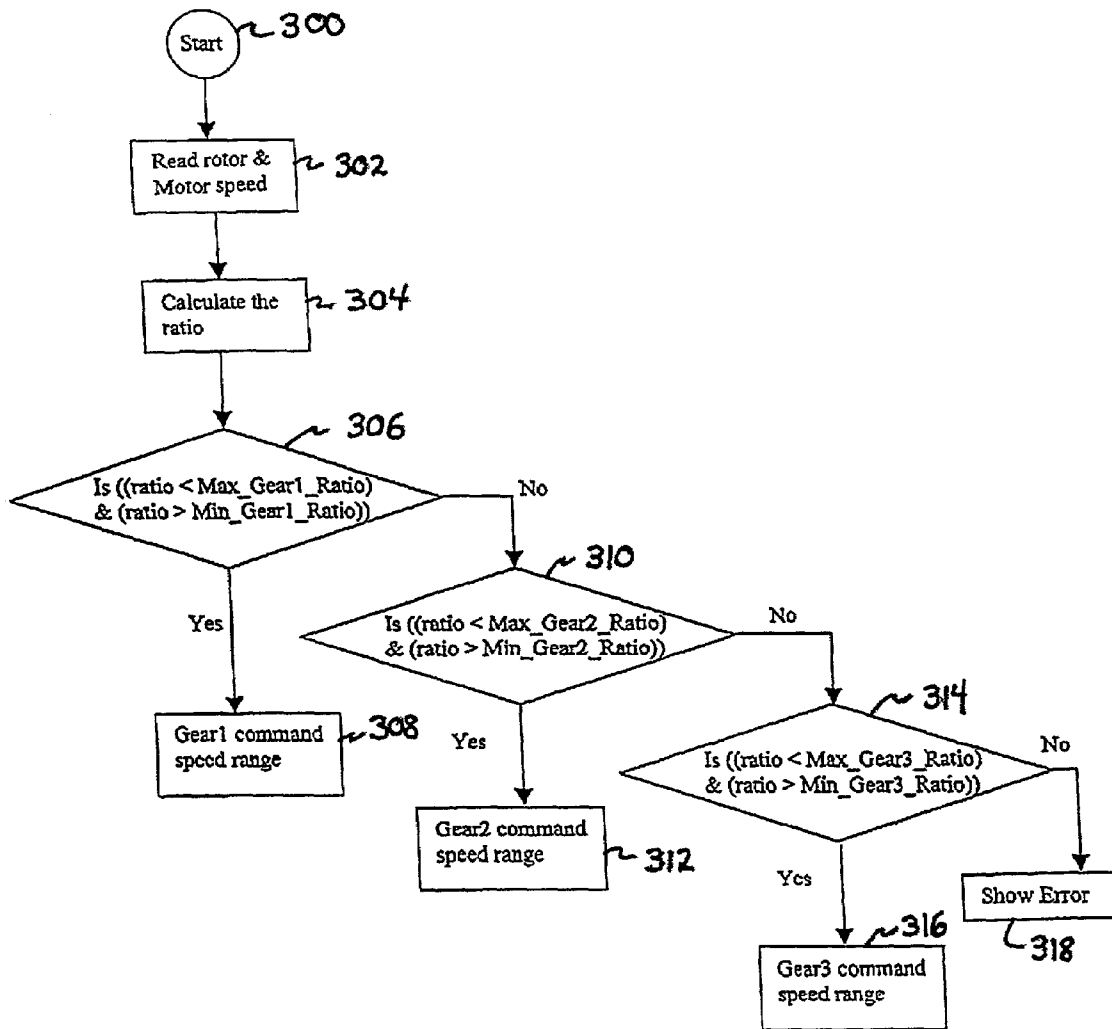 Start
300
Read rotor &
Motor speed
302
Calculate the
ratio
304
306
Is ((ratio < Max_Gear1_Ratio)
& (ratio > Min_Gear1_Ratio))
No
Yes
310
Is ((ratio < Max_Gear2_Ratio)
& (ratio > Min_Gear2_Ratio))
No
Gear1 command
speed range
308
Yes
314
Is ((ratio < Max_Gear3_Ratio)
& (ratio > Min_Gear3_Ratio))
No
Gear2 command
speed range
312
Yes
Show Error
318
316
Gear3 command
speed range